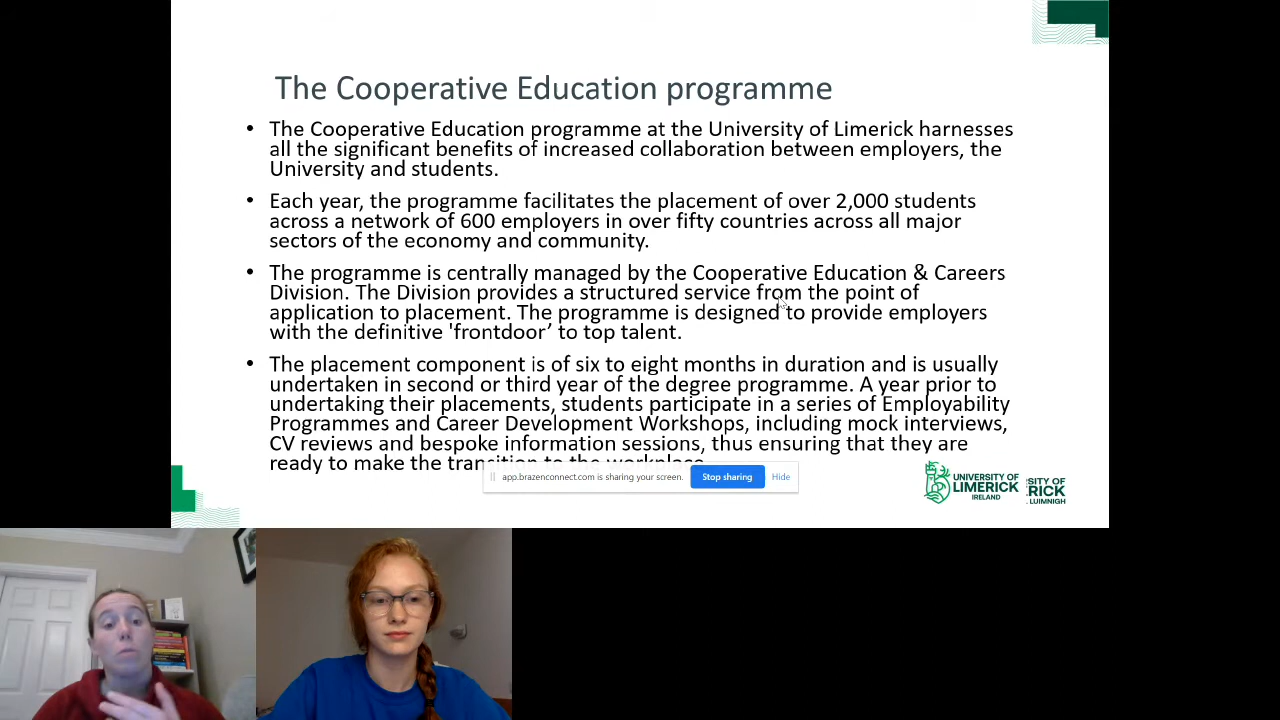 The Cooperative Education programme
• The Cooperative Education programme at the University of Limerick harnesses
all the significant benefits of increased collaboration between employers, the
University and students.
• Each year, the programme facilitates the placement of over 2,000 students
across a network of 600 employers in over fifty countries across all major
sectors of the economy and community.
• The programme is centrally managed by the Cooperative Education & Careers
Division. The Division provides a structured service from the point of
application to placement. The programme is designed to provide employers
with the definitive 'frontdoor’ to top talent.
• The placement component is of six to eight months in duration and is usually
undertaken in second or third year of the degree programme. A year prior to
undertaking their placements, students participate in a series of Employability
Programmes and Career Development Workshops, including mock interviews,
CV reviews and bespoke information sessions, thus ensuring that they are
ready to make the transition to the workplace.
app.brazenconnect.com is sharing your screen.
Stop sharing
Hide
UNIVERSITY OF
LIMERICK
IRELAND
SITY OF
RICK
LUIMNIGH